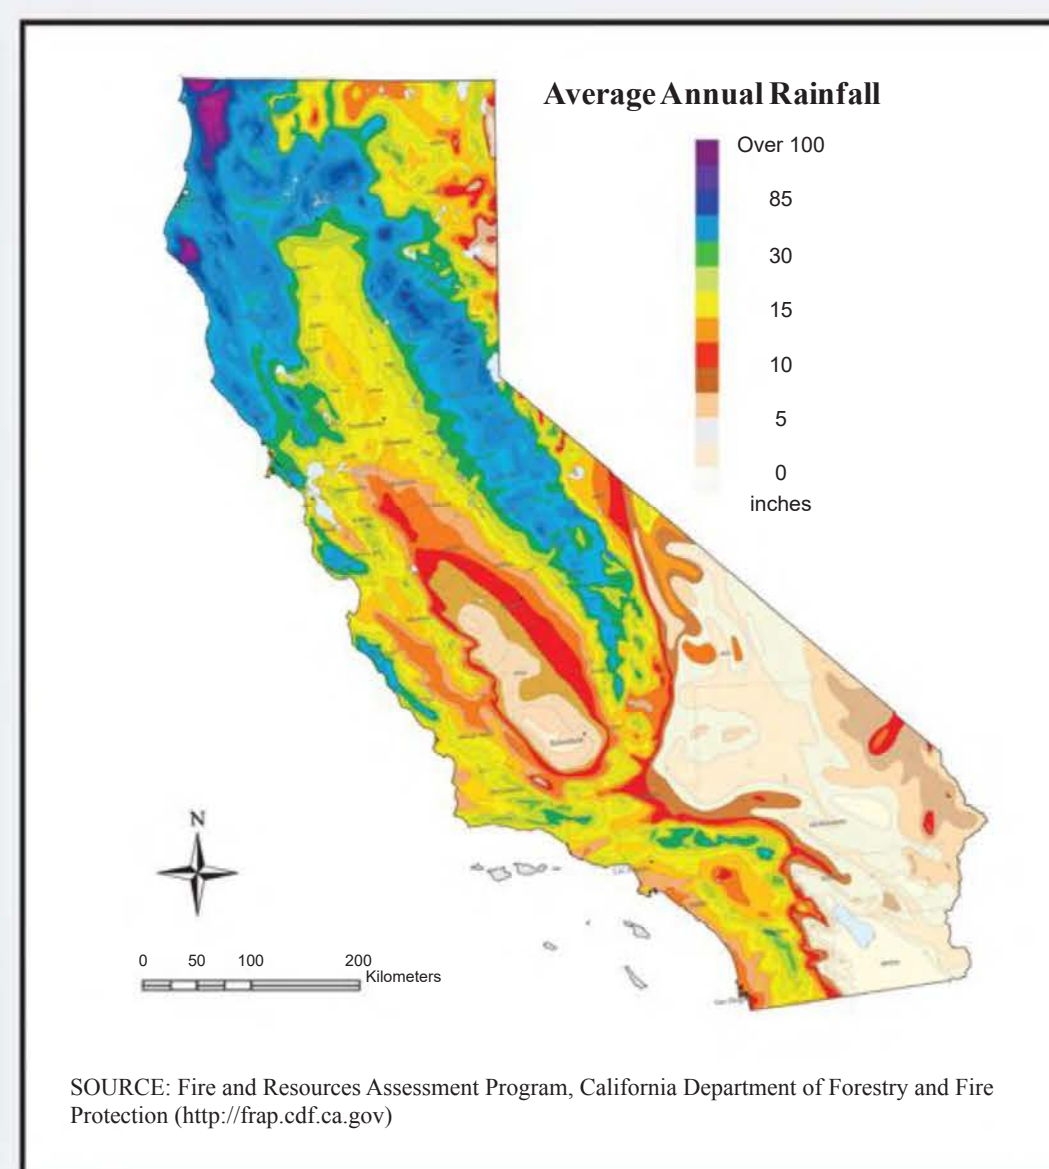 Average Annual Rainfall
Over 100
85
30
15
10
5
0
inches
N
0 50 100 200
Kilometers
SOURCE: Fire and Resources Assessment Program, California Department of Forestry and Fire
Protection (http://frap.cdf.ca.gov)